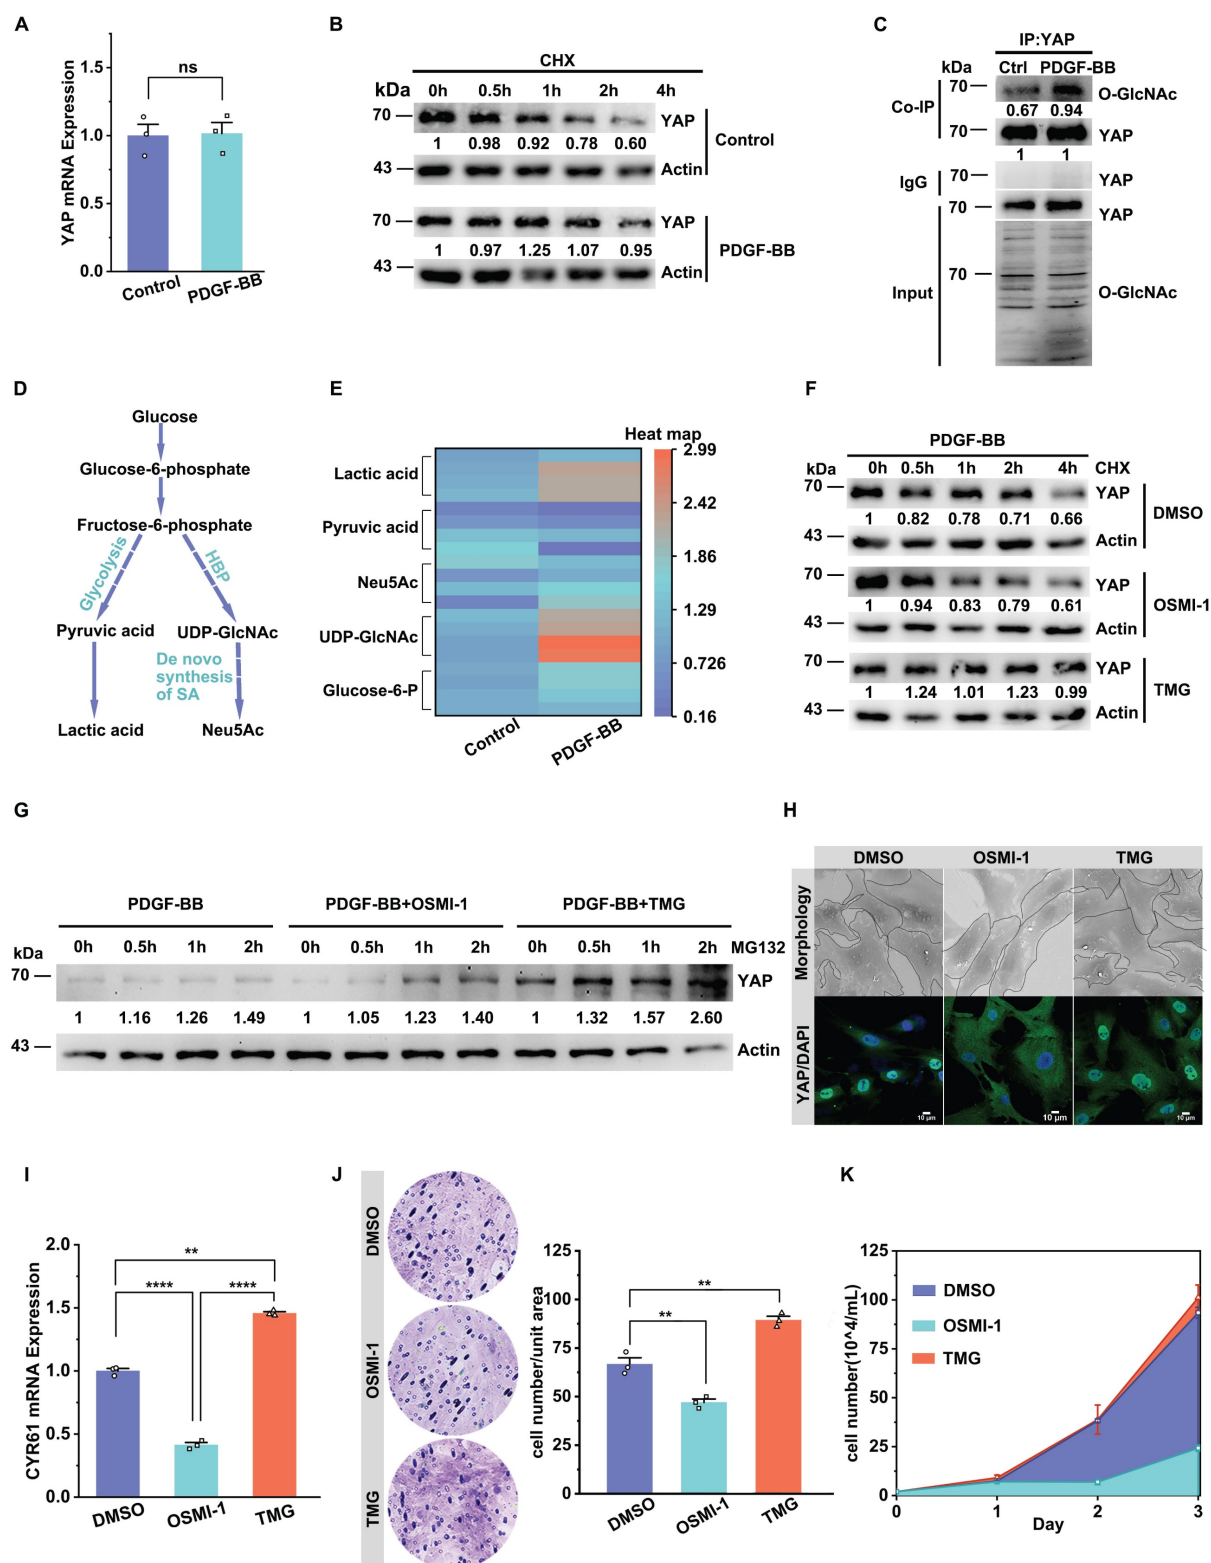 A
YAP mRNA Expression
1.5
1.0
0.5
0.0
ns
Control
PDGF-BB
B
CHX
kDa 0h 0.5h 1h 2h 4h
70 YAP
1 0.98 0.92 0.78 0.60
43 Actin
Control
70 YAP
1 0.97 1.25 1.07 0.95
43 Actin
PDGF-BB
C
IP:YAP
kDa Ctrl PDGF-BB
Co-IP
70 O-GlcNAc
0.67 0.94
70 YAP
1 1
IgG 70 YAP
70 YAP
Input
70 O-GlcNAc
D
Glucose
Glucose-6-phosphate
Fructose-6-phosphate
Glycolysis
HBP
Pyruvic acid UDP-GlcNAc
De novo
synthesis
of SA
Lactic acid Neu5Ac
E
Heat map
Lactic acid
Pyruvic acid
Neu5Ac
UDP-GlcNAc
Glucose-6-P
Control
PDGF-BB
2.99
2.42
1.86
1.29
0.726
0.16
F
PDGF-BB
kDa 0h 0.5h 1h 2h 4h CHX
70 YAP
1 0.82 0.78 0.71 0.66
43 Actin
DMSO
70 YAP
1 0.94 0.83 0.79 0.61
43 Actin
OSMI-1
70 YAP
1 1.24 1.01 1.23 0.99
43 Actin
TMG
G
PDGF-BB PDGF-BB+OSMI-1 PDGF-BB+TMG
kDa 0h 0.5h 1h 2h 0h 0.5h 1h 2h 0h 0.5h 1h 2h MG132
70 YAP
1 1.16 1.26 1.49 1 1.05 1.23 1.40 1 1.32 1.57 2.60
43 Actin
H
DMSO OSMI-1 TMG
Morphology
YAP/DAPI
10 µm 10 µm 10 µm
I
CYR61 mRNA Expression
2.0
1.5
1.0
0.5
0.0
**
**** ****
DMSO OSMI-1 TMG
J
DMSO
OSMI-1
TMG
cell number/unit area
125
100
75
50
25
0
**
**
DMSO OSMI-1 TMG
K
cell number(10^4/mL)
125
100
75
50
25
0
DMSO
OSMI-1
TMG
0 1 2 3
Day